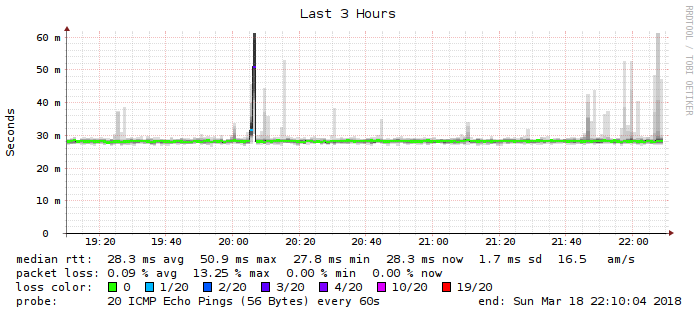 Last 3 Hours
RRDTOOL / TOBI OETIKER
Seconds
60 m
50 m
40 m
30 m
20 m
10 m
0
19:20 19:40 20:00 20:20 20:40 21:00 21:20 21:40 22:00
median rtt: 28.3 ms avg 50.9 ms max 27.8 ms min 28.3 ms now 1.7 ms sd 16.5 am/s
packet loss: 0.09 % avg 13.25 % max 0.00 % min 0.00 % now
loss color: 0 1/20 2/20 3/20 4/20 10/20 19/20
probe: 20 ICMP Echo Pings (56 Bytes) every 60s end: Sun Mar 18 22:10:04 2018